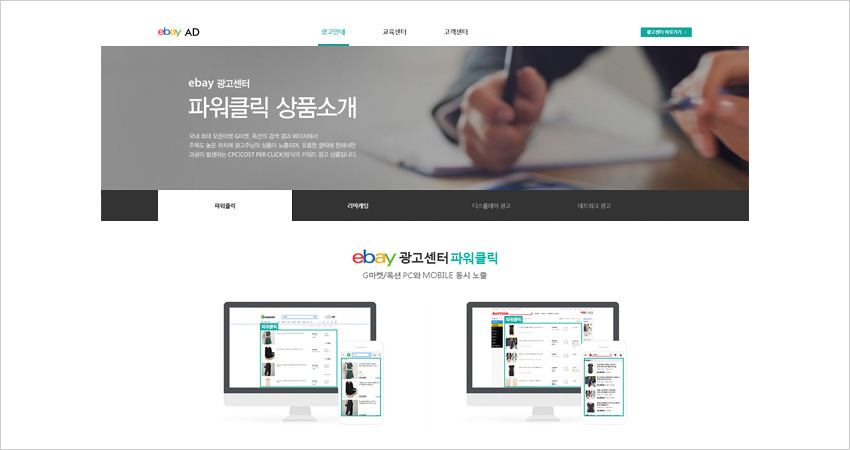 ebay AD
광고안내
교육센터
고객센터
광고센터 바로가기 >
ebay 광고센터
파워클릭 상품소개
국내 최대 오픈마켓 G마켓, 옥션의 검색 결과 페이지에서
주목도 높은 위치에 광고주님의 상품이 노출되며, 유효한 클릭에 한해서만
과금이 발생하는 CPC(COST PER CLICK)방식의 키워드 광고 상품입니다.
파워클릭
리마케팅
디스플레이 광고
네트워크 광고
ebay 광고센터 파워클릭
G마켓/옥션 PC와 MOBILE 동시 노출
Gmarket
파워클릭
AUCTION
파워클릭